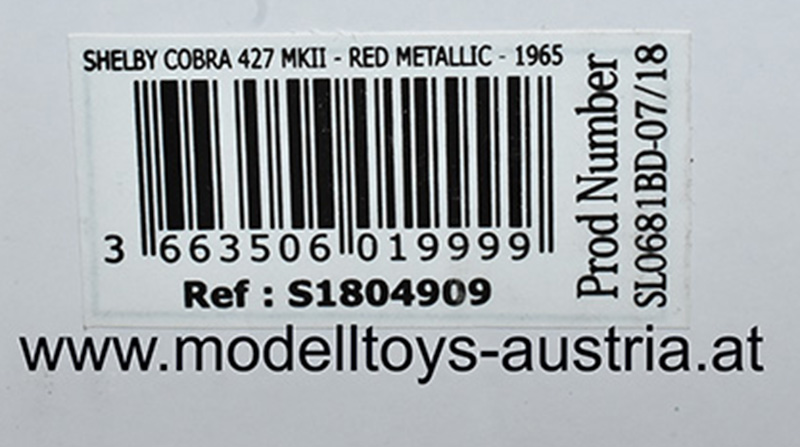 SHELBY COBRA 427 MKII - RED METALLIC - 1965
3 663506 019999
Ref : S1804909
Prod Number
SL0681BD-07/18
www.modelltoys-austria.at